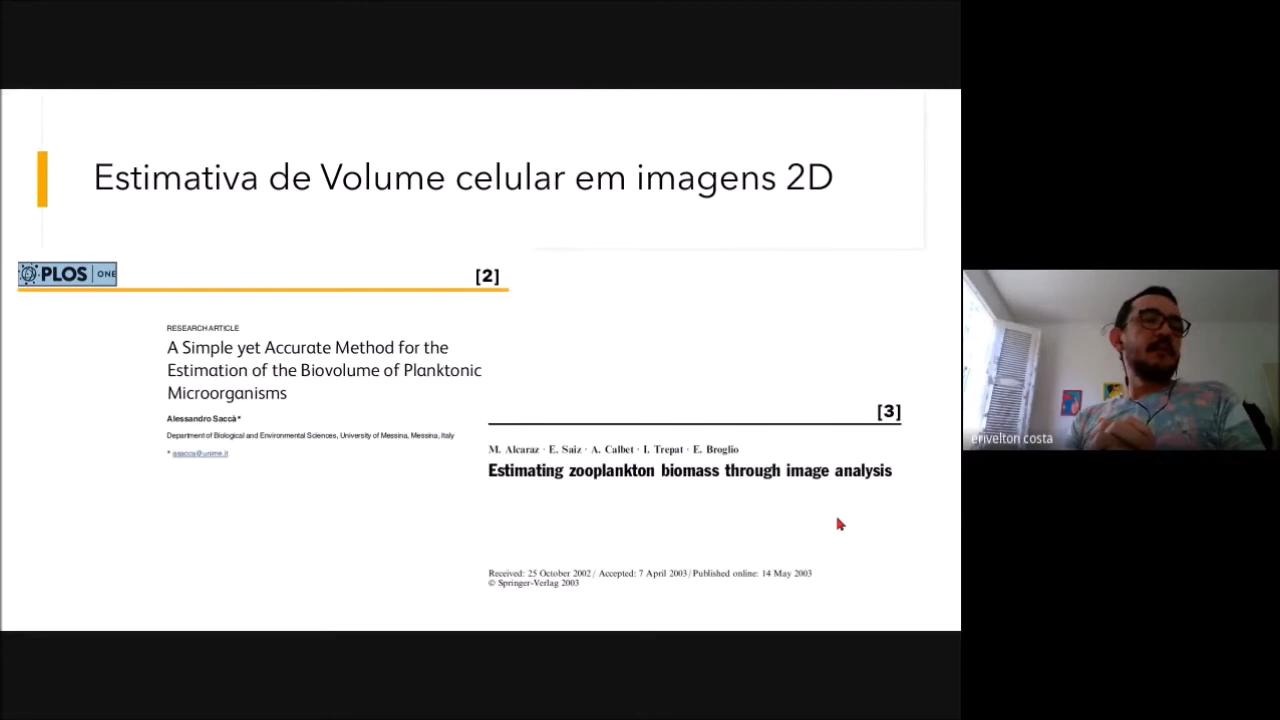 Estimativa de Volume celular em imagens 2D
PLOS ONE
[2]
RESEARCH ARTICLE
A Simple yet Accurate Method for the
Estimation of the Biovolume of Planktonic
Microorganisms
Alessandro Saccà*
Department of Biological and Environmental Sciences, University of Messina, Messina, Italy
* asacca@unime.it
[3]
M. Alcaraz · E. Saiz · A. Calbet · I. Trepat · E. Broglio
Estimating zooplankton biomass through image analysis
Received: 25 October 2002 / Accepted: 7 April 2003 / Published online: 14 May 2003
© Springer-Verlag 2003
erivelton costa